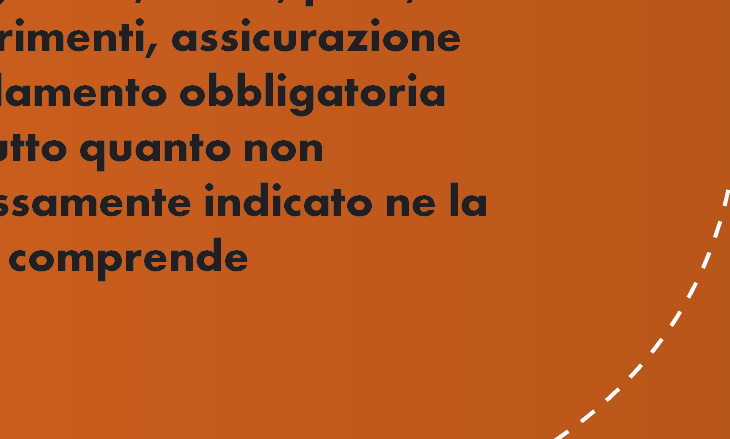 rimenti, assicurazione
lamento obbligatoria
utto quanto non
ssamente indicato ne la
comprende